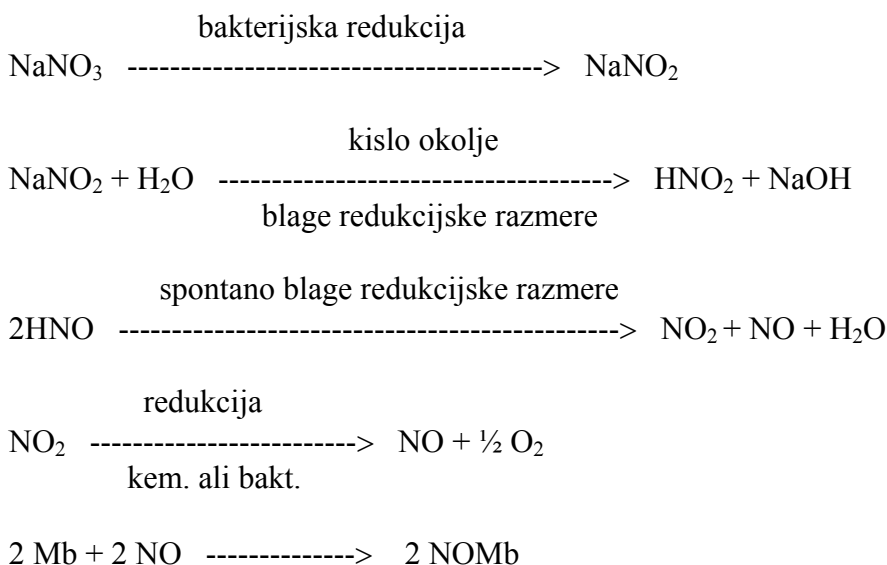 bakterijska redukcija
NaNO₃ ---------------------------------------> NaNO₂
kislo okolje
NaNO₂ + H₂O -------------------------------------> HNO₂ + NaOH
blage redukcijske razmere
spontano blage redukcijske razmere
2HNO -----------------------------------------------> NO₂ + NO + H₂O
redukcija
NO₂ -------------------------> NO + ½ O₂
kem. ali bakt.
2 Mb + 2 NO --------------> 2 NOMb